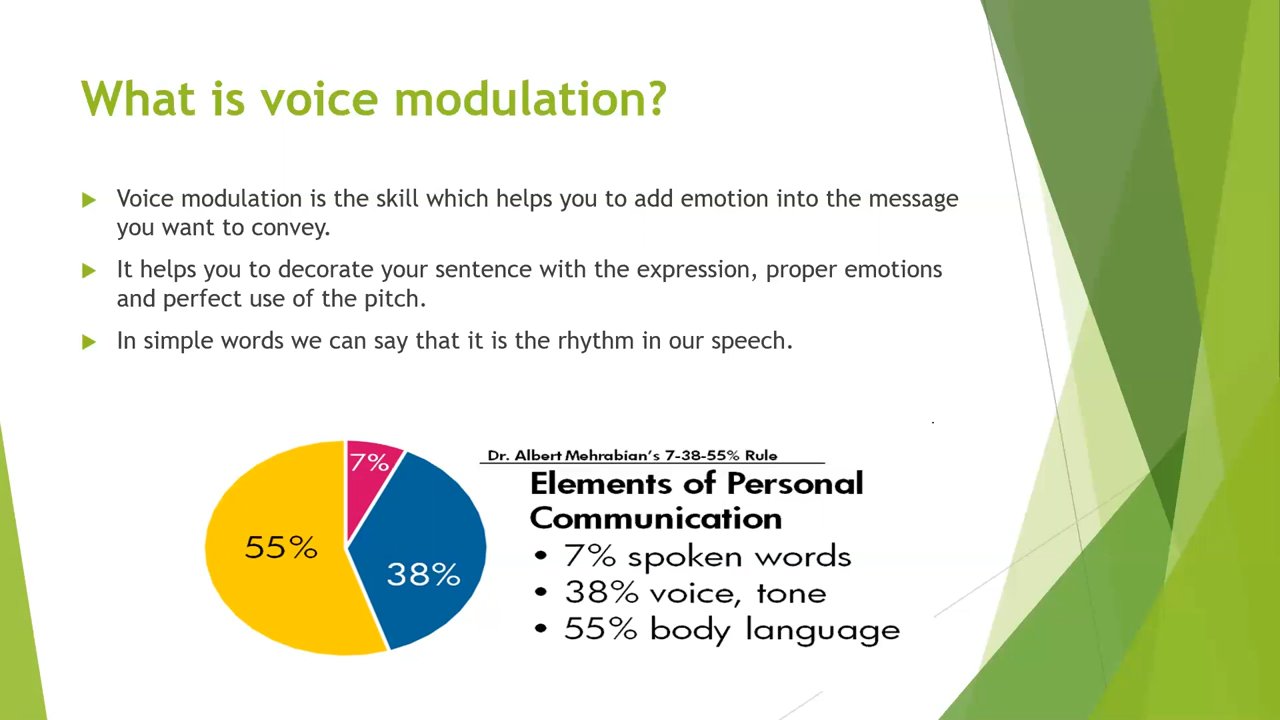 What is voice modulation?
Voice modulation is the skill which helps you to add emotion into the message
you want to convey.
It helps you to decorate your sentence with the expression, proper emotions
and perfect use of the pitch.
In simple words we can say that it is the rhythm in our speech.
7%
55%
38%
Dr. Albert Mehrabian's 7-38-55% Rule
Elements of Personal
Communication
• 7% spoken words
• 38% voice, tone
• 55% body language